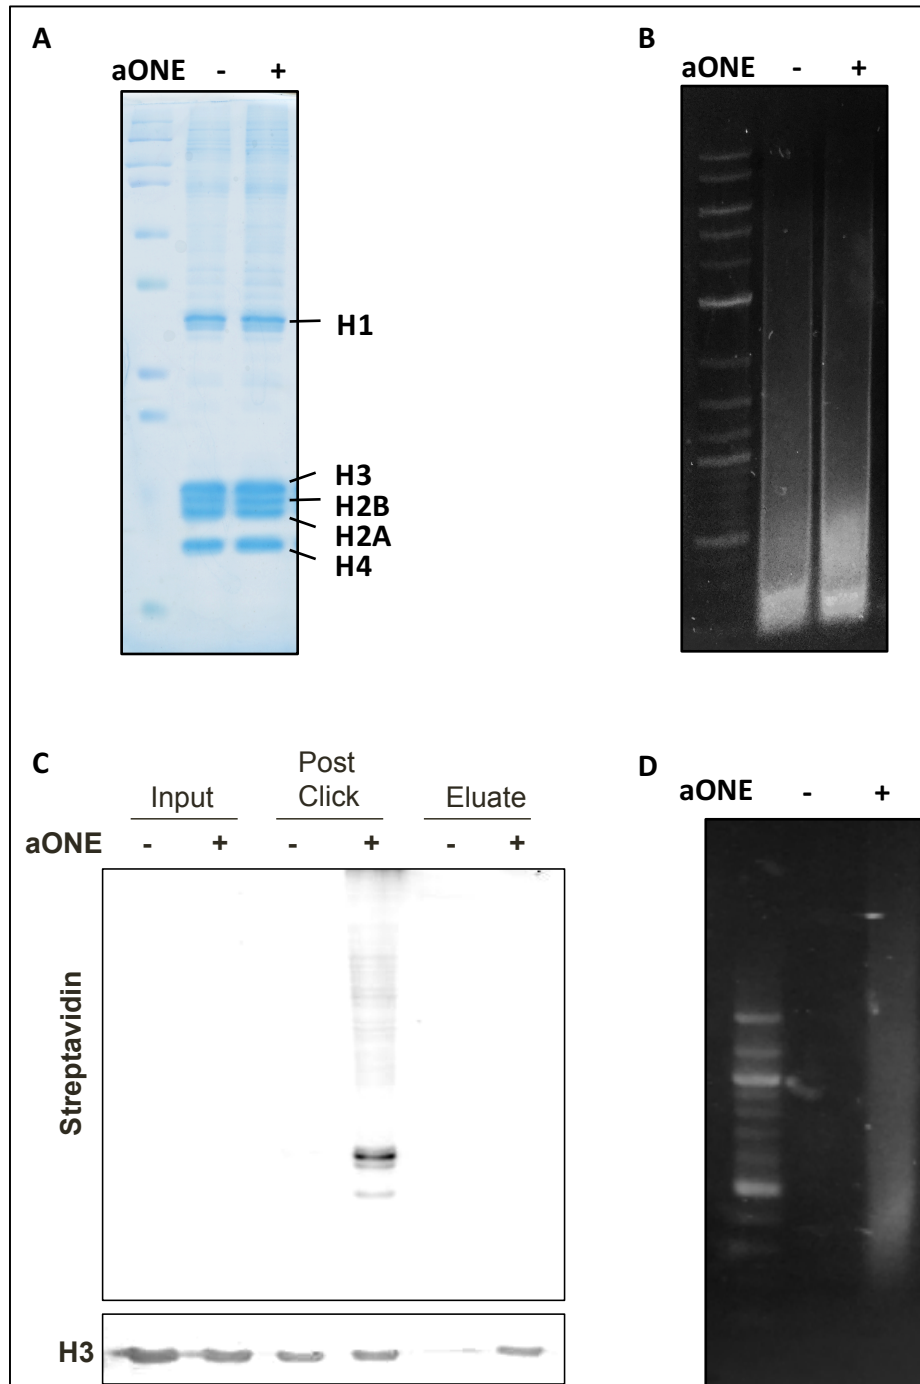 A
aONE - +
H1
H3
H2B
H2A
H4
B
aONE - +
C
Input Post Click Eluate
aONE - + - + - +
Streptavidin
H3
D
aONE - +